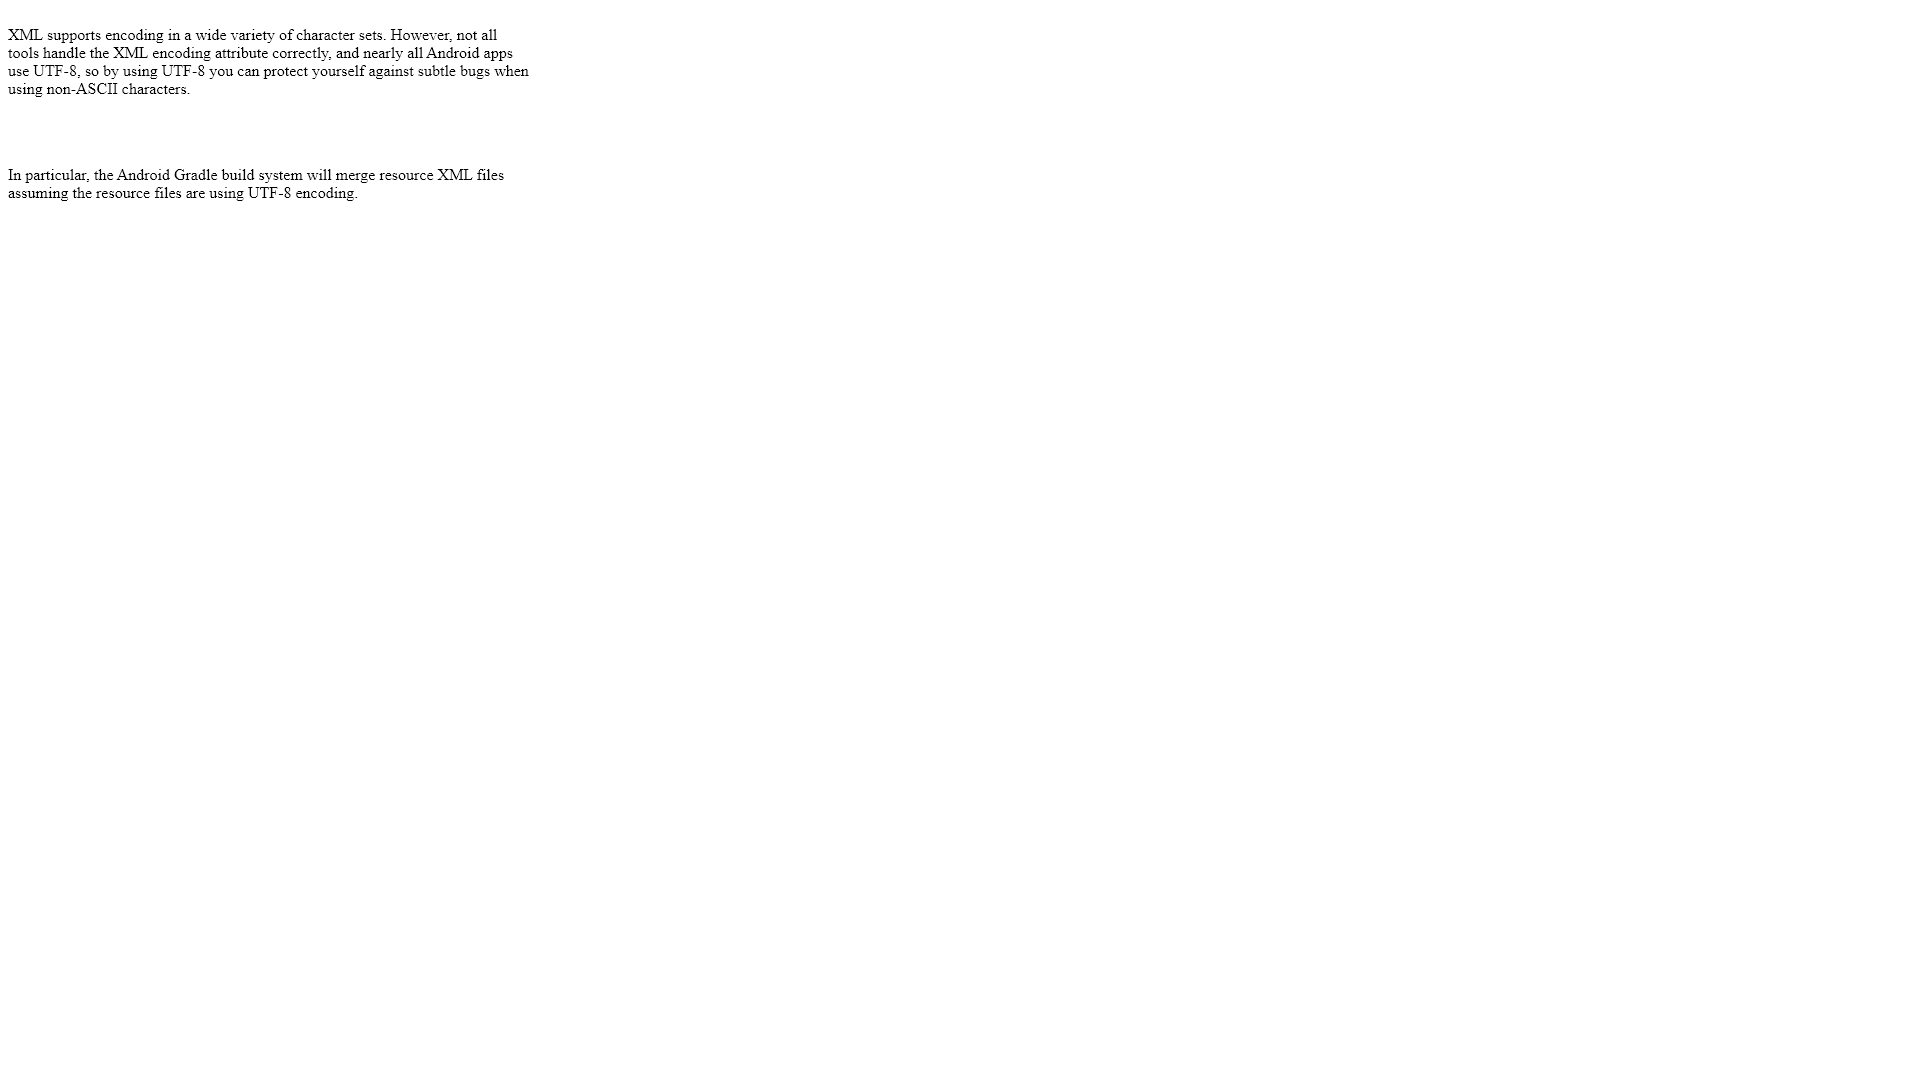 XML supports encoding in a wide variety of character sets. However, not all
tools handle the XML encoding attribute correctly, and nearly all Android apps
use UTF-8, so by using UTF-8 you can protect yourself against subtle bugs when
using non-ASCII characters.
In particular, the Android Gradle build system will merge resource XML files
assuming the resource files are using UTF-8 encoding.